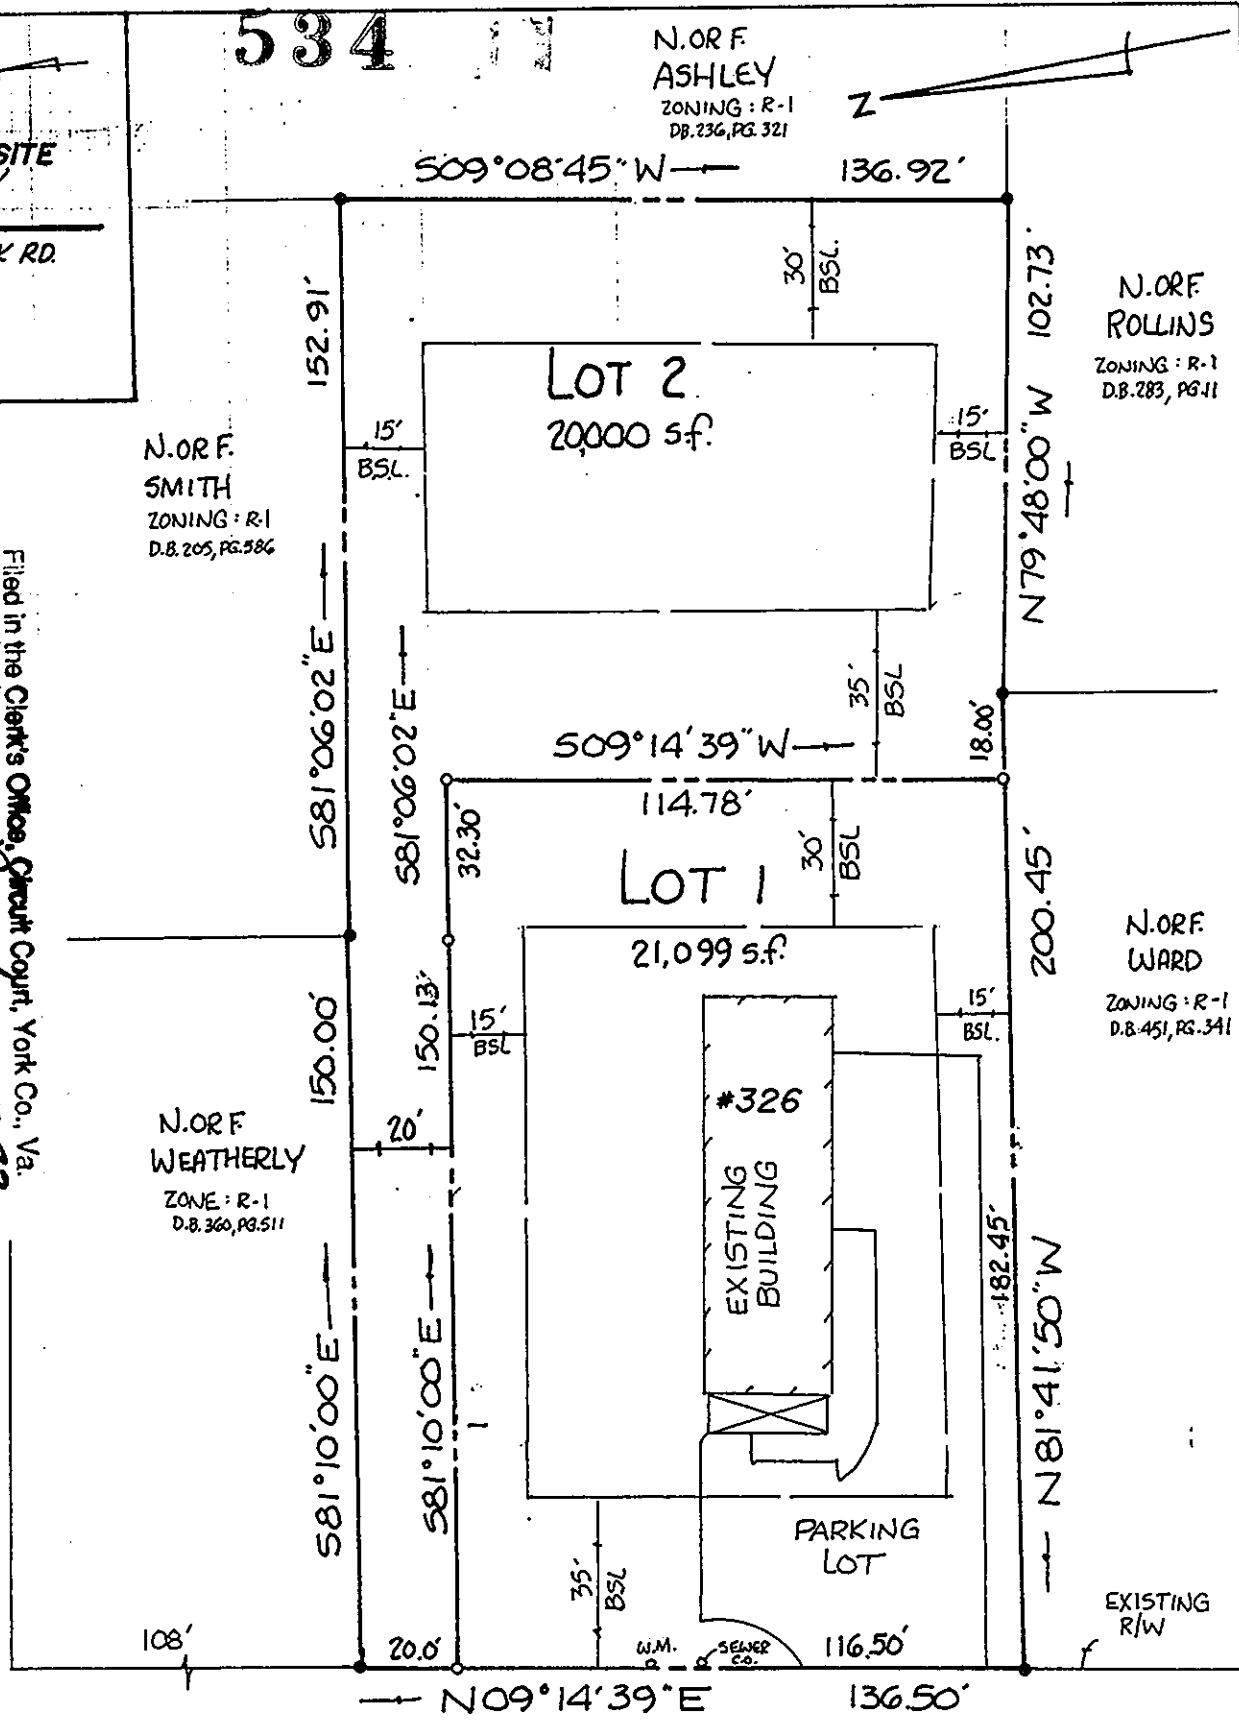 534
SITE
RD.
N. OR F.
ASHLEY
ZONING : R-1
DB. 236, PG. 321
Z
S09°08'45"W
136.92'
152.91'
30'
BSL.
102.73'
N79°48'00"W
N. OR F.
ROLLINS
ZONING : R-1
D.B. 283, PG. 11
LOT 2
20,000 s.f.
15'
BSL.
15'
BSL
N. OR F.
SMITH
ZONING : R-1
D.B. 205, PG. 586
Filed in the Clerk's Office, Circuit Court, York Co., Va.
S81°06'02"E
S81°06'02"E
35'
BSL
18.00'
S09°14'39"W
114.78'
32.30'
30'
BSL
LOT 1
21,099 s.f.
200.45'
N. OR F.
WARD
ZONING : R-1
D.B. 451, PG. 341
150.00'
150.13'
15'
BSL
15'
BSL.
#326
EXISTING
BUILDING
N. OR F.
WEATHERLY
ZONE : R-1
D.B. 360, PG. 511
20'
182.45'
S81°10'00"E
S81°10'00"E
N81°41'50"W
PARKING
LOT
35'
BSL
EXISTING
R/W
108'
20.0'
W.M.
SEWER
C.O.
116.50'
N09°14'39"E
136.50'